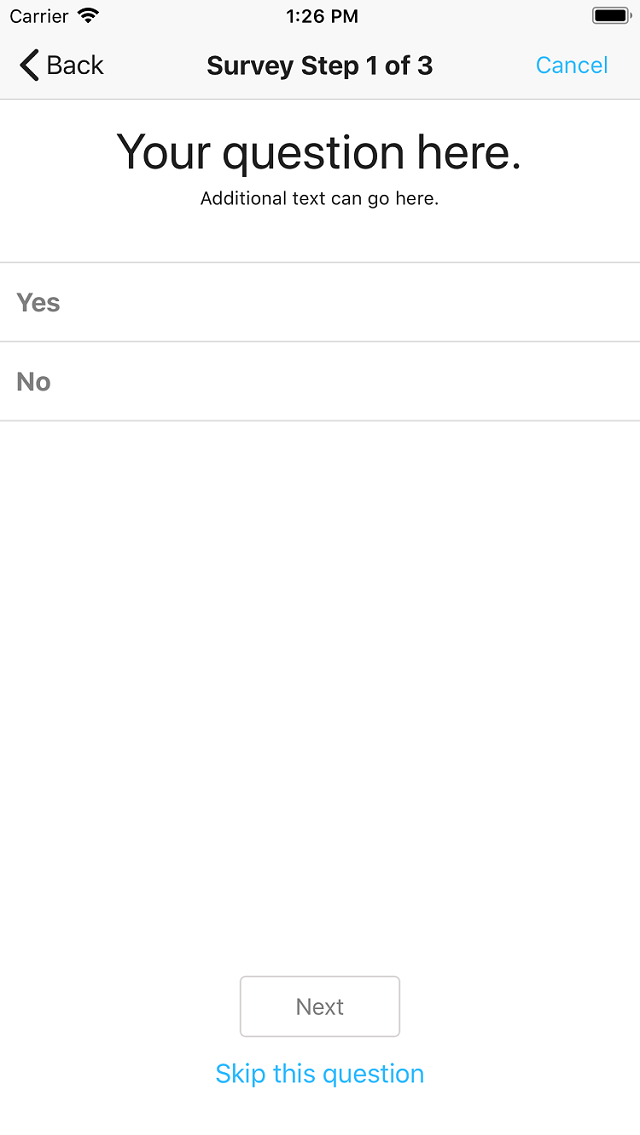 Carrier 1:26 PM
Back Survey Step 1 of 3 Cancel
Your question here.
Additional text can go here.
Yes
No
Next
Skip this question